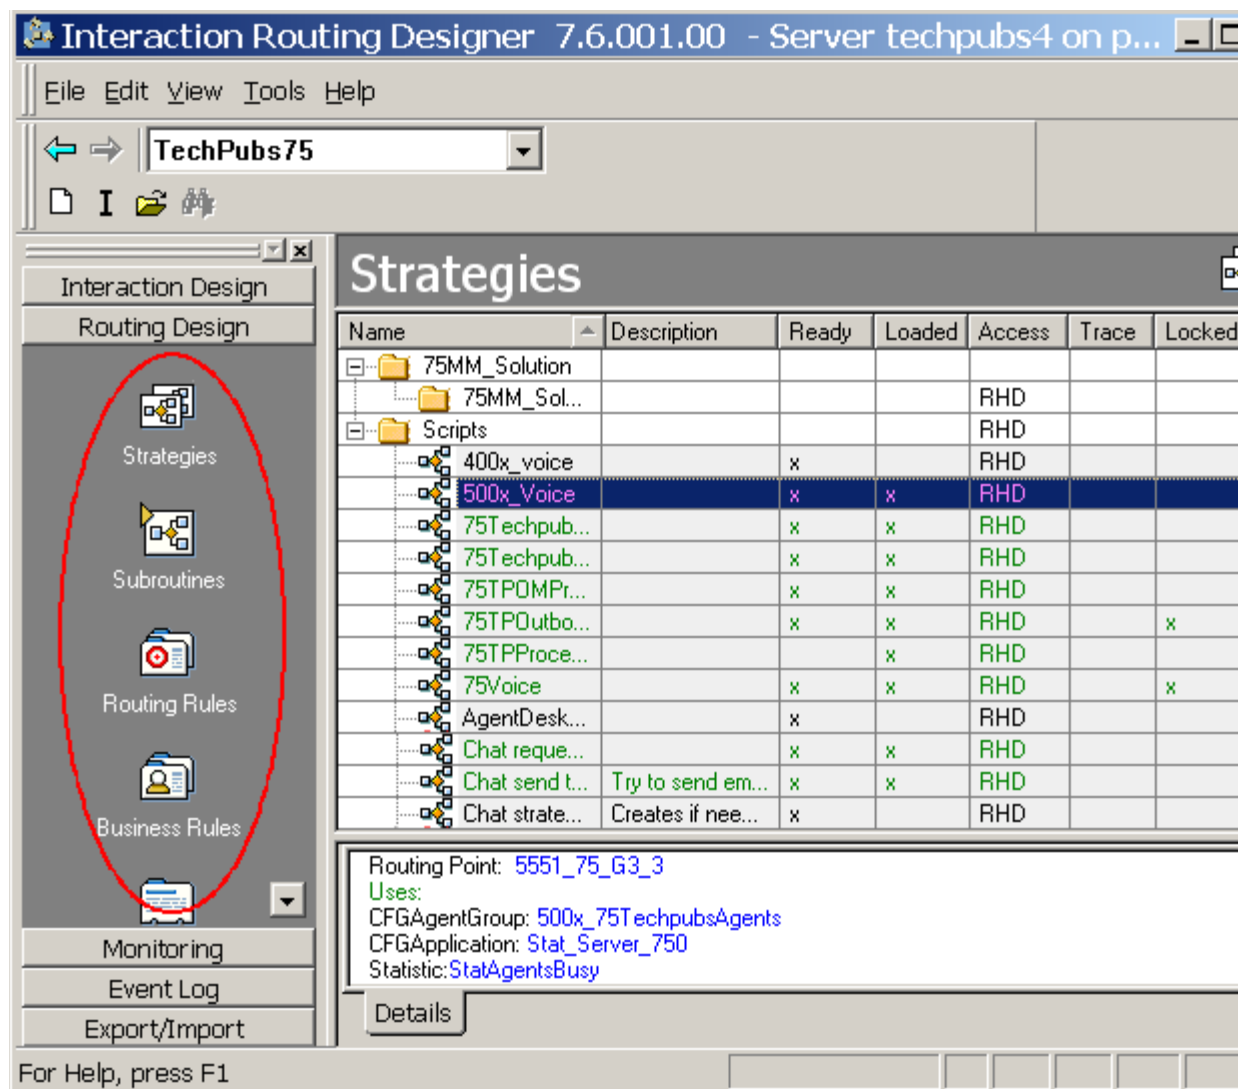 Interaction Routing Designer 7.6.001.00 - Server techpubs4 on p...
File Edit View Tools Help
TechPubs75
I
Interaction Design
Routing Design
Strategies
Subroutines
Routing Rules
Business Rules
Monitoring
Event Log
Export/Import
Strategies
Name Description Ready Loaded Access Trace Locked
75MM_Solution
75MM_Sol... RHD
Scripts RHD
400x_voice x RHD
500x_Voice x x RHD
75Techpub... x x RHD
75Techpub... x x RHD
75TPOMPr... x x RHD
75TPOutbo... x x RHD x
75TPProce... x RHD
75Voice x x RHD x
AgentDesk... x RHD
Chat reque... x x RHD
Chat send t... Try to send em... x x RHD
Chat strate... Creates if nee... x RHD
Routing Point: 5551_75_G3_3
Uses:
CFGAgentGroup: 500x_75TechpubsAgents
CFGApplication: Stat_Server_750
Statistic:StatAgentsBusy
Details
For Help, press F1